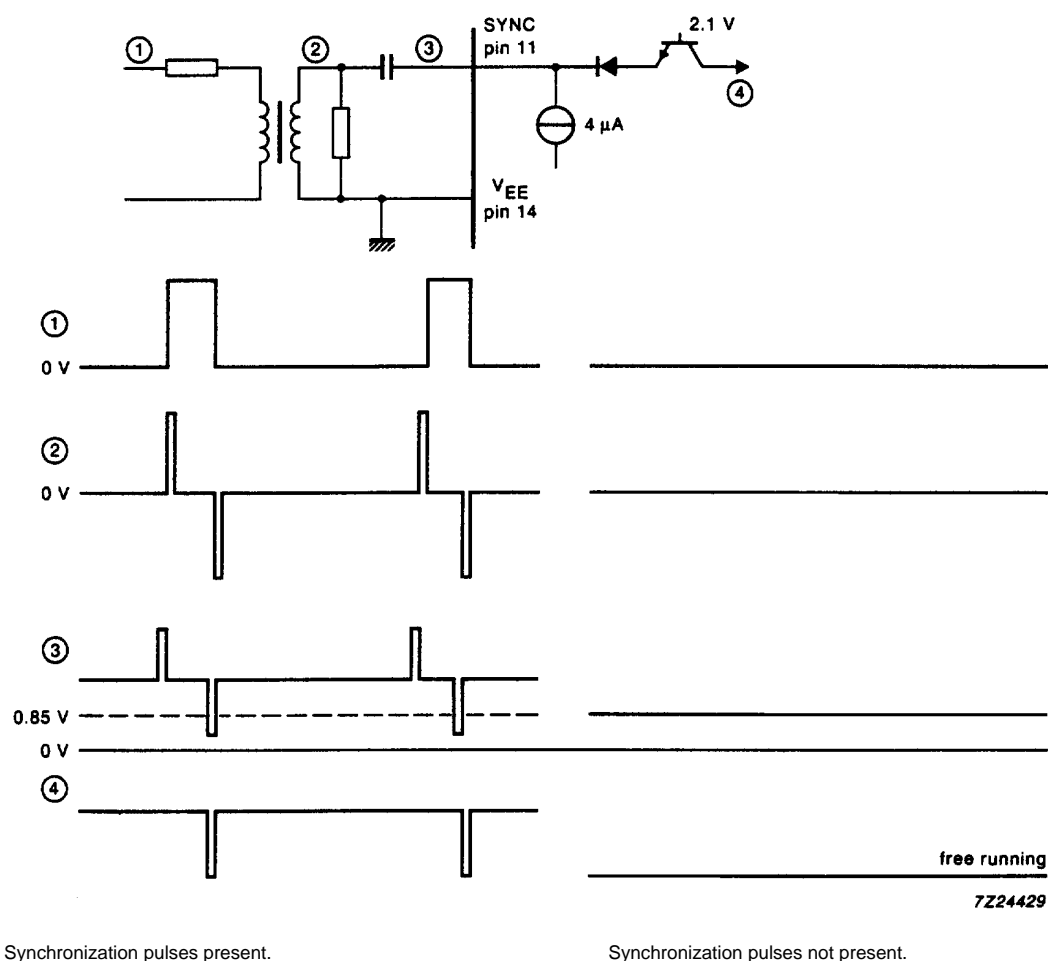 SYNC
pin 11
2.1 V
1
2
3
4
4 μA
VEE
pin 14
1
0 V
2
0 V
3
0.85 V
0 V
4
free running
7Z24429
Synchronization pulses present.
Synchronization pulses not present.